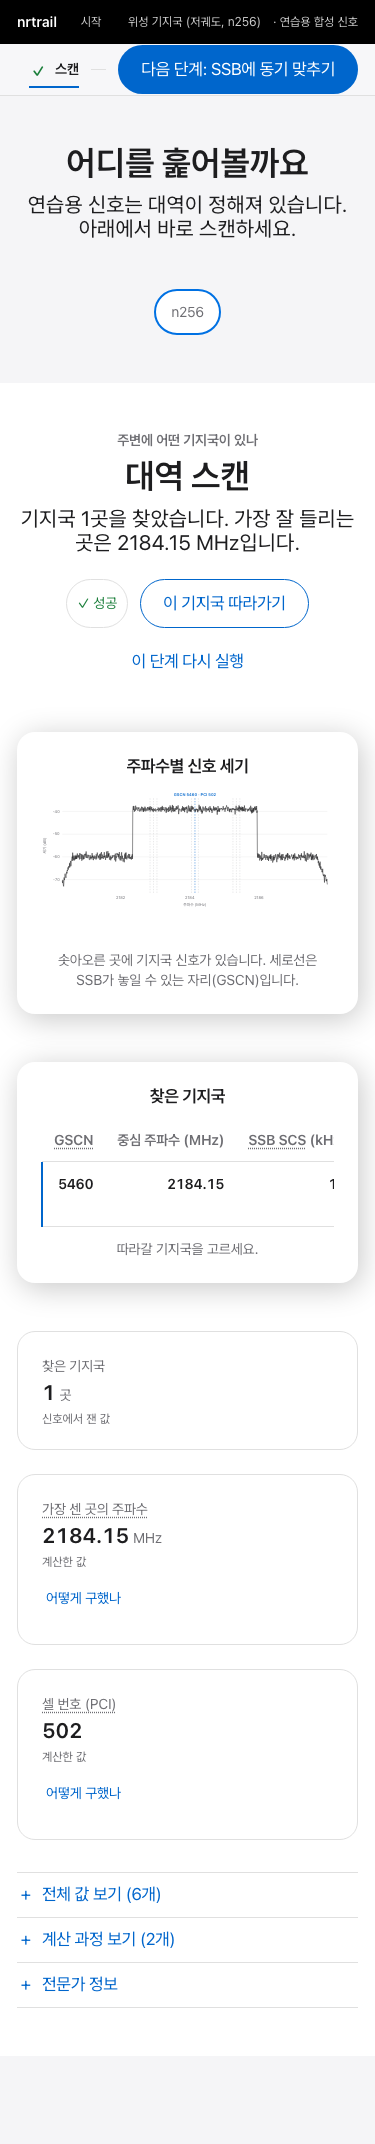 nrtrail 시작 위성 기지국 (저궤도, n256) · 연습용 합성 신호
✓ 스캔 다음 단계: SSB에 동기 맞추기
어디를 훑어볼까요
연습용 신호는 대역이 정해져 있습니다.
아래에서 바로 스캔하세요.
n256
주변에 어떤 기지국이 있나
대역 스캔
기지국 1곳을 찾았습니다. 가장 잘 들리는
곳은 2184.15 MHz입니다.
✓ 성공 이 기지국 따라가기
이 단계 다시 실행
주파수별 신호 세기
GSCN 5460 · PCI 502
-40
-50
-60
-70
2182 2184 2186
주파수 (MHz)
솟아오른 곳에 기지국 신호가 있습니다. 세로선은
SSB가 놓일 수 있는 자리(GSCN)입니다.
찾은 기지국
GSCN 중심 주파수 (MHz) SSB SCS (kH
5460 2184.15 1
따라갈 기지국을 고르세요.
찾은 기지국
1 곳
신호에서 잰 값
가장 센 곳의 주파수
2184.15 MHz
계산한 값
어떻게 구했나
셀 번호 (PCI)
502
계산한 값
어떻게 구했나
+ 전체 값 보기 (6개)
+ 계산 과정 보기 (2개)
+ 전문가 정보